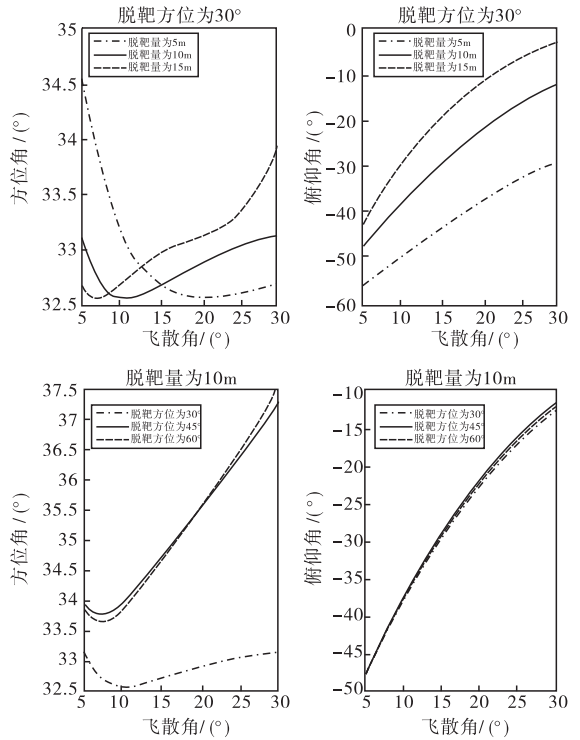 脱靶方位为30°
35
34.5
34
33.5
33
32.5
脱靶量为5m
脱靶量为10m
脱靶量为15m
方位角/(°)
5 10 15 20 25 30
飞散角/(°)
脱靶方位为30°
0
-10
-20
-30
-40
-50
-60
脱靶量为5m
脱靶量为10m
脱靶量为15m
俯仰角/(°)
5 10 15 20 25 30
飞散角/(°)
脱靶量为10m
37.5
37
36.5
36
35.5
35
34.5
34
33.5
33
32.5
脱靶方位为30°
脱靶方位为45°
脱靶方位为60°
方位角/(°)
5 10 15 20 25 30
飞散角/(°)
脱靶量为10m
-10
-15
-20
-25
-30
-35
-40
-45
-50
脱靶方位为30°
脱靶方位为45°
脱靶方位为60°
俯仰角/(°)
5 10 15 20 25 30
飞散角/(°)